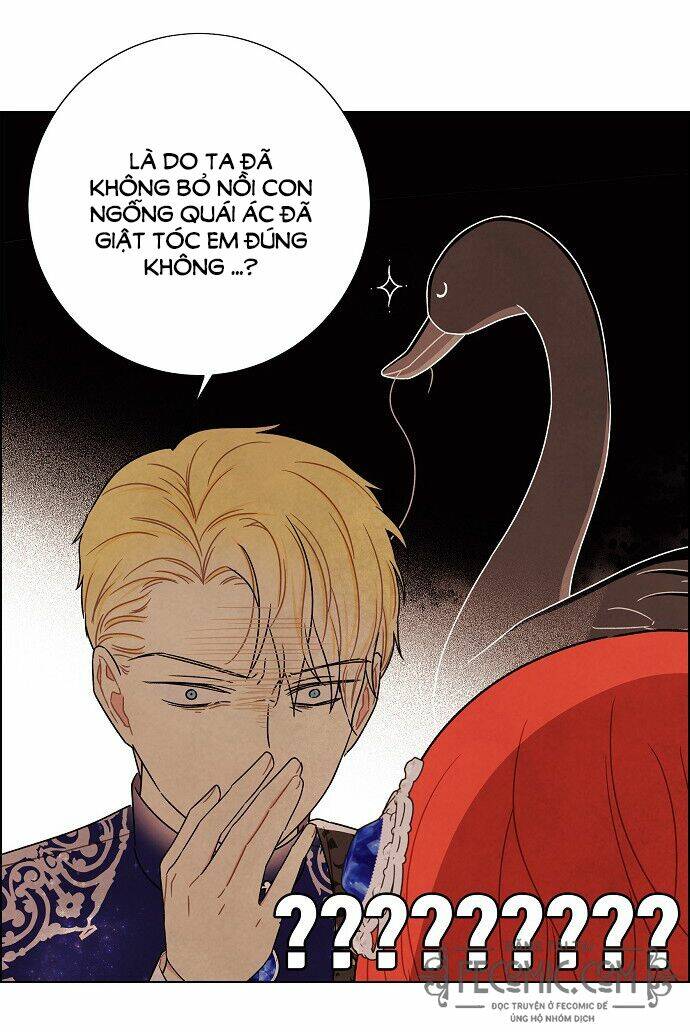 LÀ DO TA ĐÃ
KHÔNG BỎ NỒI CON
NGỖNG QUÁI ÁC ĐÃ
GIẬT TÓC EM ĐÚNG
KHÔNG ...?
?????????
FECOMIC.COM
ĐỌC TRUYỆN Ở FECOMIC ĐỂ
ỦNG HỘ NHÓM DỊCH